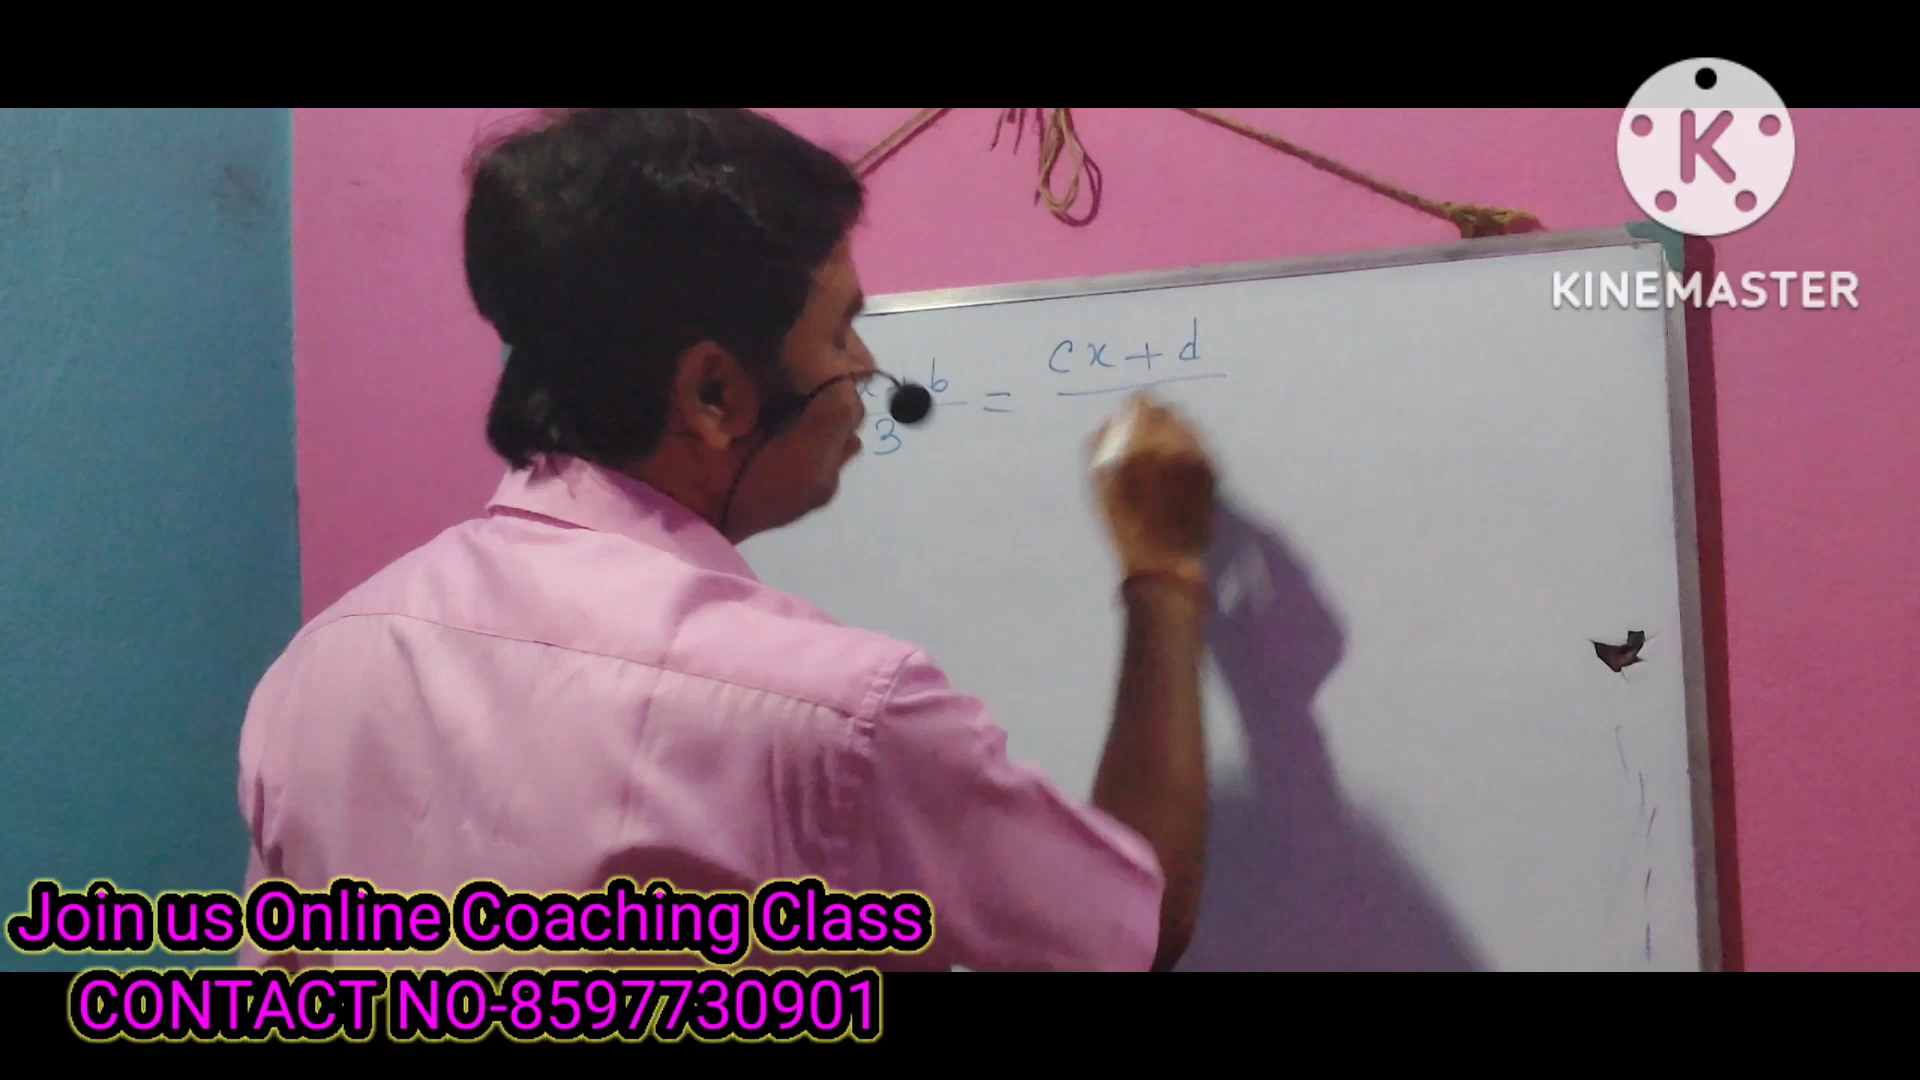 K
KINEMASTER
x + b / 3 = cx + d
Join us Online Coaching Class
CONTACT NO-8597730901